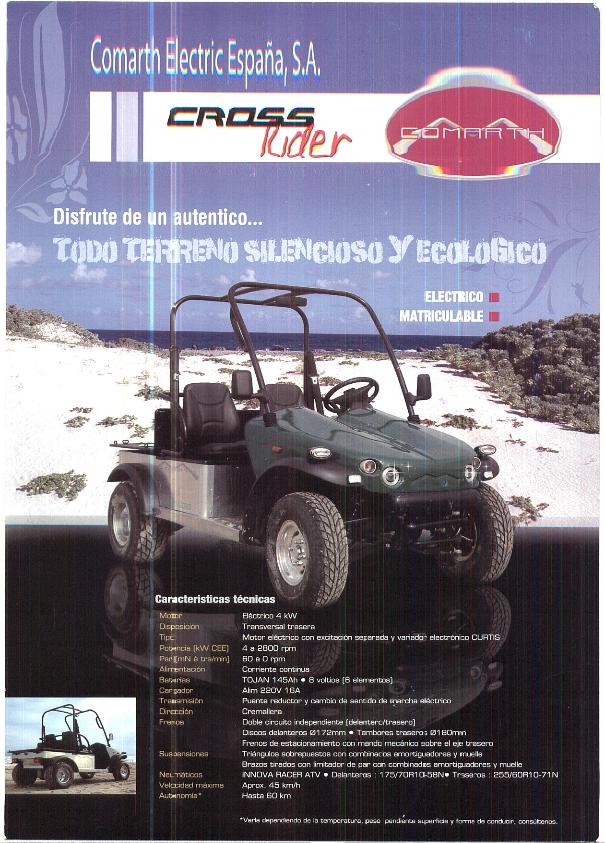 Comarth Electric España, S.A.
CROSS
Rider
COMARTH
Disfrute de un autentico...
TODO TERRENO SILENCIOSO Y ECOLOGICO
ELECTRICO
MATRICULABLE
Caracteristicas técnicas
Motor Eléctrico 4 kW
Disposición Transversal trasera
Tipo Motor eléctrico con excitación separada y variador electrónico CURTIS
Potencia (kW CEE) 4 a 2800 rpm
Par (mN à tra/min) 60 a 0 rpm
Alimentación Corriente continua
Baterias TOJAN 145Ah • 6 voltios (6 elementos)
Cargador Alim 220V 16A
Transmisión Puente reductor y cambio de sentido de marcha eléctrico
Dirección Cremallera
Frenos Doble circuito independiente (delantero/trasero)
Discos delanteros Ø172mm • Tambores traseros Ø160mm
Frenos de estacionamiento con mando mecánico sobre el eje trasero
Suspensiones Triángulos sobrepuestos con combinados amortiguadores y muelle
Brazos tirados con limitador de par con combinados amortiguadores y muelle
Neumáticos INNOVA RACER ATV • Delanteros : 175/70R10-58N • Traseros : 255/60R10-71N
Velocidad máxima Aprox. 45 km/h
Autonomia* Hasta 60 km
*Varía dependiendo de la temperatura, peso, pendiente superficie y forma de conducir, consúltenos.